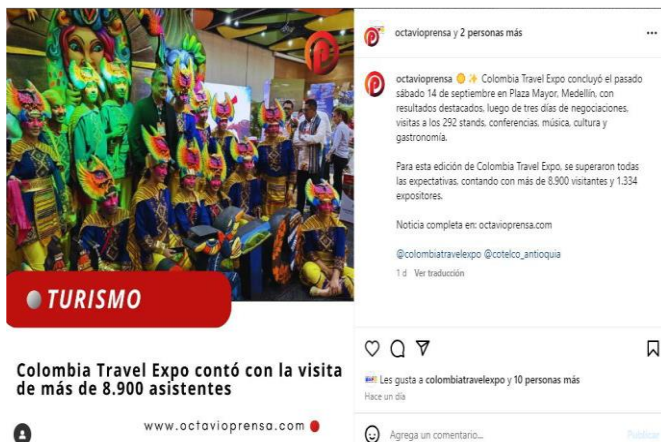 TURISMO
Colombia Travel Expo contó con la visita
de más de 8.900 asistentes
www.octavioprensa.com
octavioprensa y 2 personas más
octavioprensa Colombia Travel Expo concluyó el pasado
sábado 14 de septiembre en Plaza Mayor, Medellín, con
resultados destacados, luego de tres días de negociaciones,
visitas a los 292 stands, conferencias, música, cultura y
gastronomía.
Para esta edición de Colombia Travel Expo, se superaron todas
las expectativas, contando con más de 8.900 visitantes y 1.334
expositores.
Noticia completa en: octavioprensa.com
@colombiatravelexpo @cotelco_antioquia
1 d Ver traducción
Les gusta a colombiatravelexpo y 10 personas más
Hace un día
Agrega un comentario...
Publicar